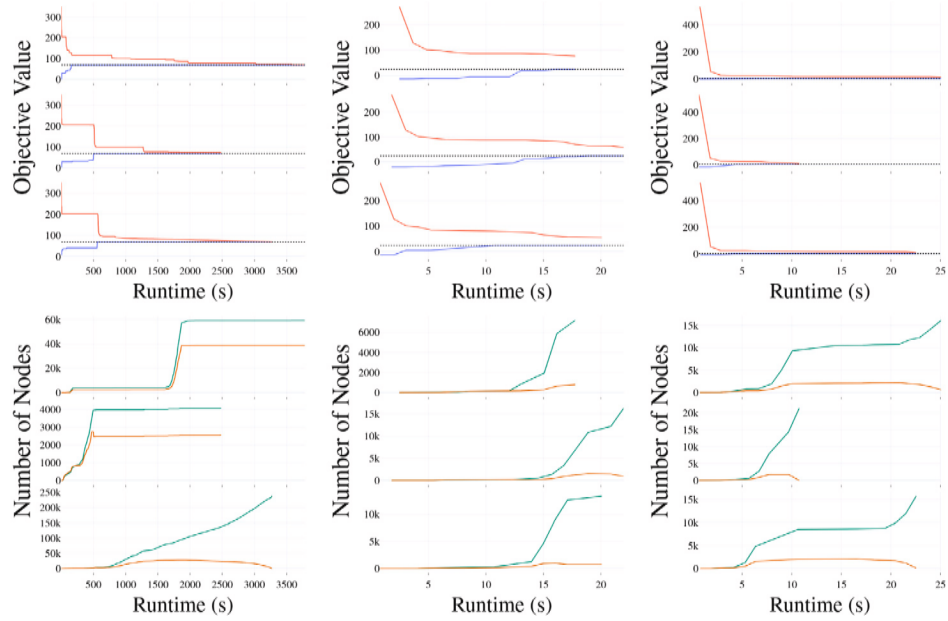 Objective Value
300
200
100
0
300
200
100
0
300
200
100
0
500
1000
1500
2000
2500
3000
3500
Runtime (s)
Objective Value
200
100
0
200
100
0
200
100
0
5
10
15
20
Runtime (s)
Objective Value
400
200
0
400
200
0
400
200
0
5
10
15
20
25
Runtime (s)
Number of Nodes
60k
40k
20k
0
4000
3000
2000
1000
0
250k
200k
150k
100k
50k
0
500
1000
1500
2000
2500
3000
3500
Runtime (s)
Number of Nodes
6000
4000
2000
0
15k
10k
5k
0
10k
5k
0
5
10
15
20
Runtime (s)
Number of Nodes
15k
10k
5k
0
20k
15k
10k
5k
0
15k
10k
5k
0
5
10
15
20
25
Runtime (s)